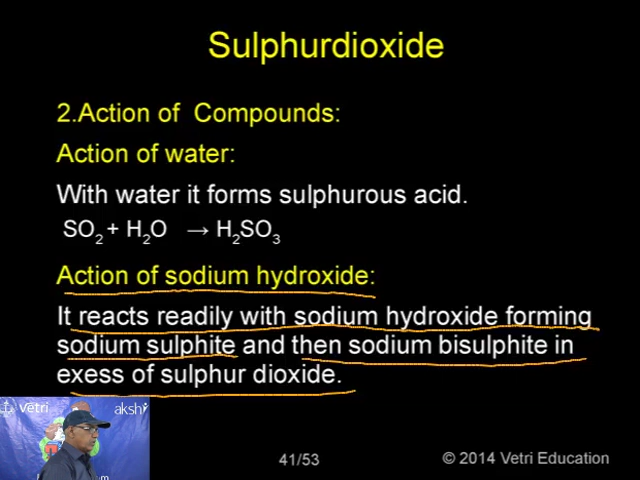 Sulphurdioxide
2.Action of Compounds:
Action of water:
With water it forms sulphurous acid.
SO₂ + H₂O → H₂SO₃
Action of sodium hydroxide:
It reacts readily with sodium hydroxide forming
sodium sulphite and then sodium bisulphite in
exess of sulphur dioxide.
Vetri
akshi
41/53
© 2014 Vetri Education